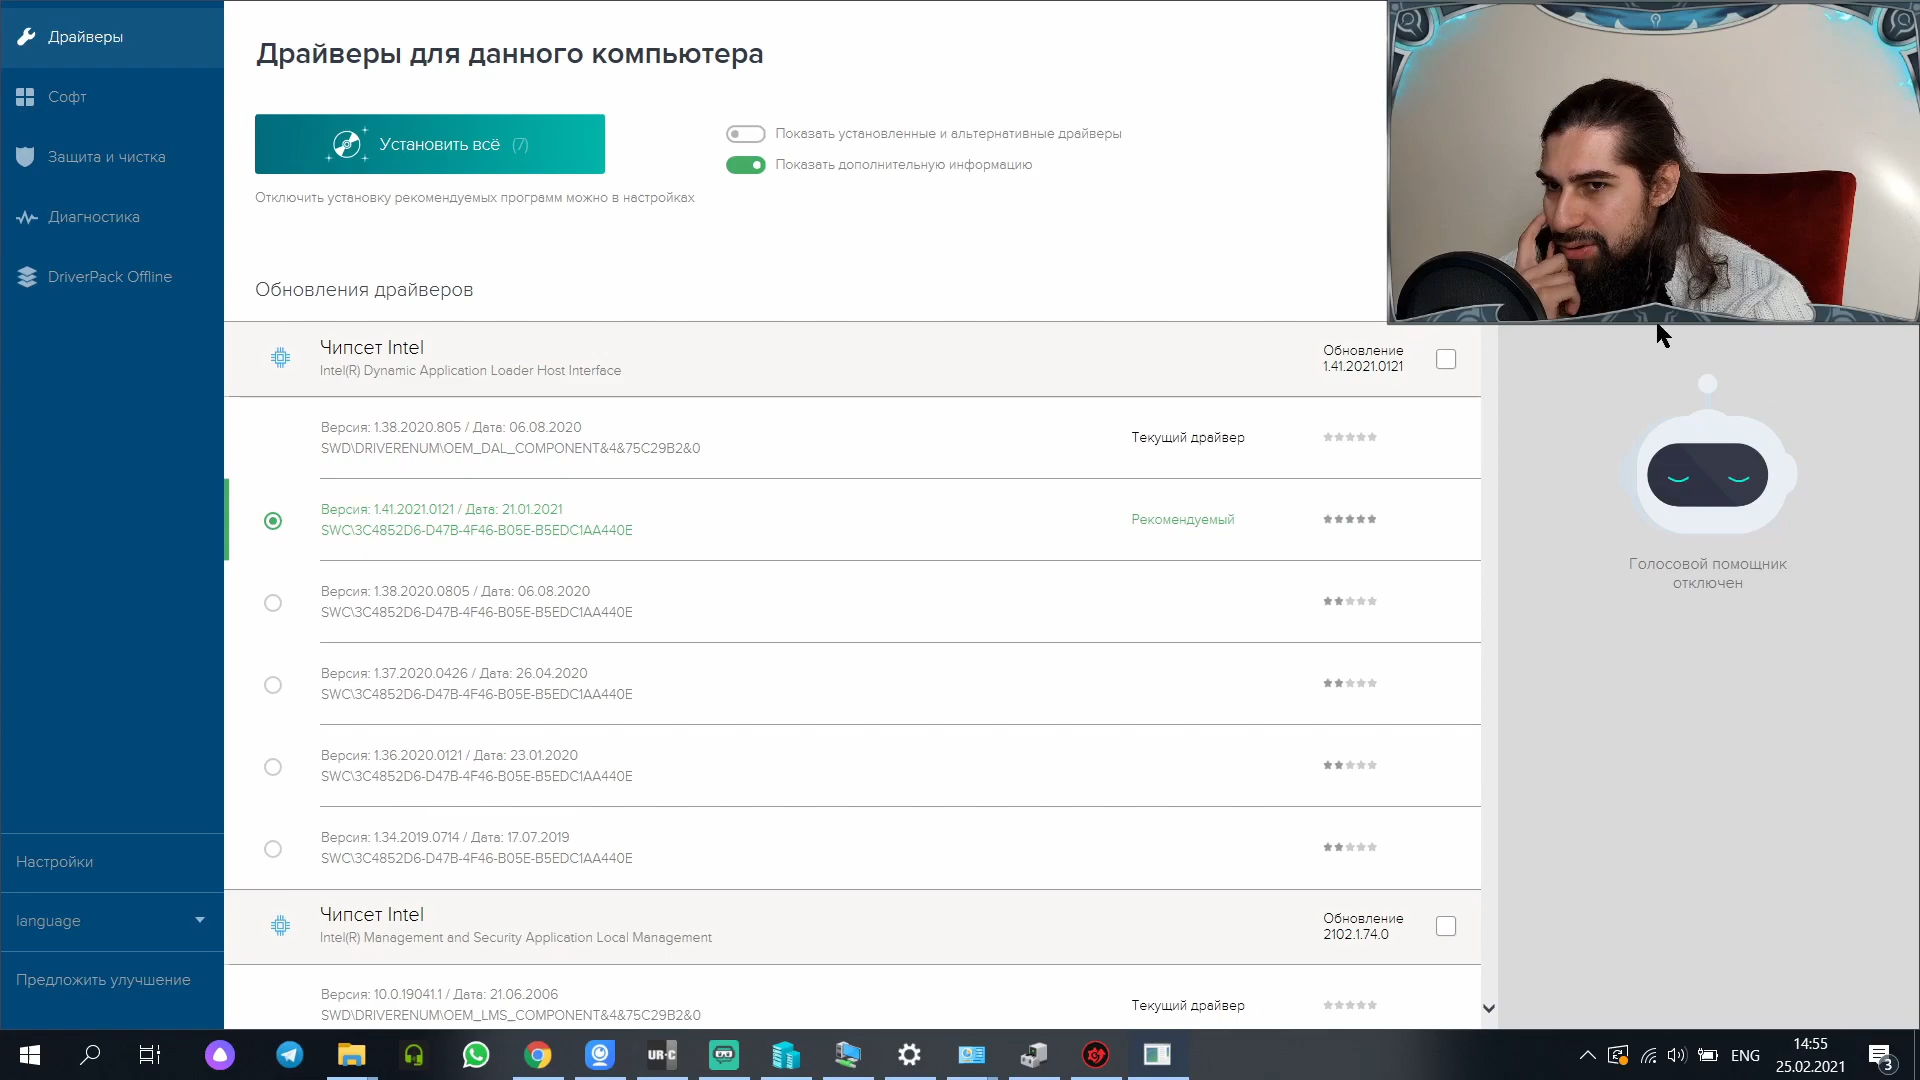 Драйверы
Софт
Защита и чистка
Диагностика
DriverPack Offline
Настройки
language
Предложить улучшение
Драйверы для данного компьютера
Установить всё (7)
Показать установленные и альтернативные драйверы
Показать дополнительную информацию
Отключить установку рекомендуемых программ можно в настройках
Обновления драйверов
Чипсет Intel
Intel(R) Dynamic Application Loader Host Interface
Обновление
1.41.2021.0121
Версия: 1.38.2020.805 / Дата: 06.08.2020
SWD\DRIVERENUM\OEM_DAL_COMPONENT&4&75C29B2&0
Текущий драйвер
Версия: 1.41.2021.0121 / Дата: 21.01.2021
SWC\3C4852D6-D47B-4F46-B05E-B5EDC1AA440E
Рекомендуемый
Версия: 1.38.2020.0805 / Дата: 06.08.2020
SWC\3C4852D6-D47B-4F46-B05E-B5EDC1AA440E
Версия: 1.37.2020.0426 / Дата: 26.04.2020
SWC\3C4852D6-D47B-4F46-B05E-B5EDC1AA440E
Версия: 1.36.2020.0121 / Дата: 23.01.2020
SWC\3C4852D6-D47B-4F46-B05E-B5EDC1AA440E
Версия: 1.34.2019.0714 / Дата: 17.07.2019
SWC\3C4852D6-D47B-4F46-B05E-B5EDC1AA440E
Чипсет Intel
Intel(R) Management and Security Application Local Management
Обновление
2102.1.74.0
Версия: 10.0.19041.1 / Дата: 21.06.2006
SWD\DRIVERENUM\OEM_LMS_COMPONENT&4&75C29B2&0
Текущий драйвер
Голосовой помощник
отключен
UR-C
ENG
14:55
25.02.2021
3